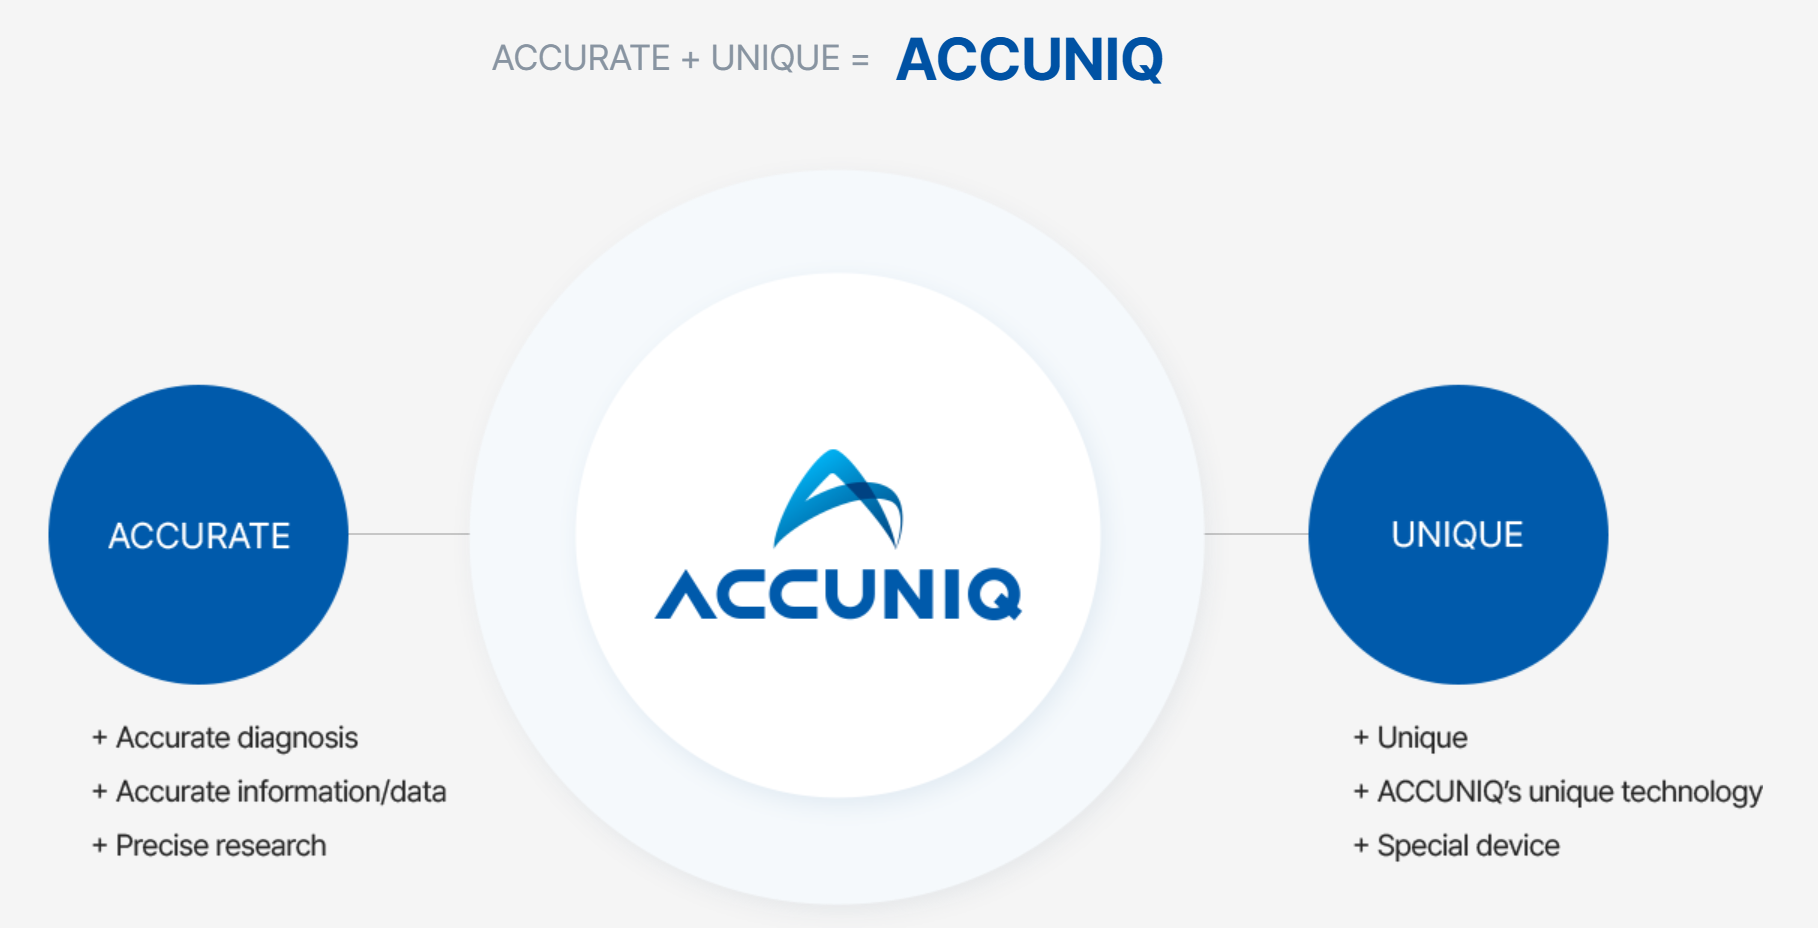 ACCURATE + UNIQUE = ACCUNIQ
ACCUNIQ
ACCURATE
+ Accurate diagnosis
+ Accurate information/data
+ Precise research
UNIQUE
+ Unique
+ ACCUNIQ’s unique technology
+ Special device